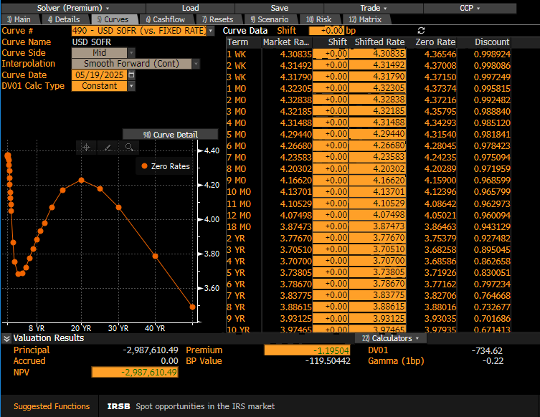 Solver (Premium) Load Save Trade CCP
3) Main 4) Details 5) Curves 6) Cashflow 7) Resets 9) Scenario 10) Risk 12) Matrix
Curve # 490 - USD SOFR (vs. FIXED RATE) Curve Data Shift +0.00 bp
Curve Name USD SOFR Term Market Ra... Shift Shifted Rate Zero Rate Discount
Curve Side Mid 1 WK 4.30835 +0.00 4.30835 4.36546 0.998924
2 WK 4.31492 +0.00 4.31492 4.37008 0.998086
Interpolation Smooth Forward (Cont) 3 WK 4.31790 +0.00 4.31790 4.37150 0.997249
Curve Date 05/19/2025 1 MO 4.32305 +0.00 4.32305 4.37374 0.995815
DV01 Calc Type Constant 2 MO 4.32838 +0.00 4.32838 4.37216 0.992482
3 MO 4.32185 +0.00 4.32185 4.35795 0.988840
4 MO 4.31488 +0.00 4.31488 4.34293 0.985120
5 MO 4.29440 +0.00 4.29440 4.31540 0.981841
90) Curve Detail 6 MO 4.26680 +0.00 4.26680 4.28045 0.978423
4.40 7 MO 4.23583 +0.00 4.23583 4.24235 0.975094
Zero Rates 8 MO 4.20302 +0.00 4.20302 4.20289 0.971959
9 MO 4.16620 +0.00 4.16620 4.15900 0.968599
4.20 10 MO 4.13701 +0.00 4.13701 4.12396 0.965799
11 MO 4.10529 +0.00 4.10529 4.08642 0.962973
12 MO 4.07498 +0.00 4.07498 4.05021 0.960094
4.00 18 MO 3.87473 +0.00 3.87473 3.86463 0.943129
2 YR 3.77670 +0.00 3.77670 3.75379 0.927482
3 YR 3.70510 +0.00 3.70510 3.68258 0.895045
3.80 4 YR 3.70700 +0.00 3.70700 3.68586 0.862658
5 YR 3.73805 +0.00 3.73805 3.71920 0.830051
6 YR 3.78670 +0.00 3.78670 3.77162 0.797234
3.60 7 YR 3.83775 +0.00 3.83775 3.82706 0.764668
8 YR 3.88615 +0.00 3.88615 3.88016 0.732677
9 YR 3.93125 +0.00 3.93125 3.93035 0.701686
8 YR 20 YR 30 YR 40 YR 10 YR 3.97465 +0.00 3.97465 3.97935 0.671413
Valuation Results 22) Calculators
Principal -2,987,610.49 Premium -1.19504 DV01 -734.62
Accrued 0.00 BP Value -119.50442 Gamma (1bp) -0.22
NPV -2,987,610.49
Suggested Functions IRSB Spot opportunities in the IRS market